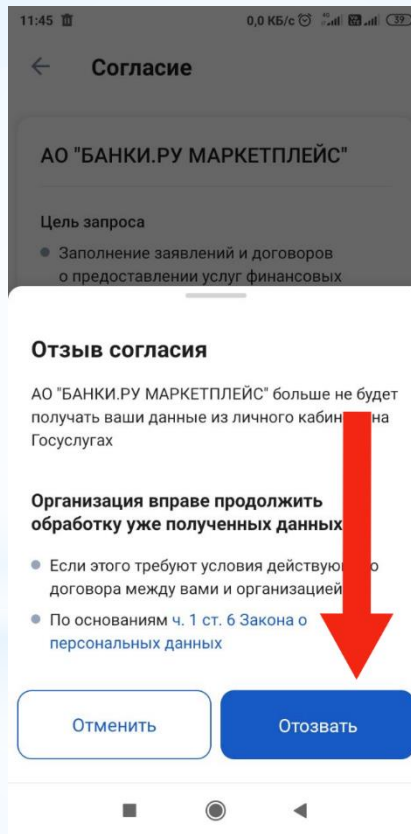 11:45 0,0 КБ/с 39
Согласие
АО "БАНКИ.РУ МАРКЕТПЛЕЙС"
Цель запроса
Заполнение заявлений и договоров
о предоставлении услуг финансовых
Отзыв согласия
АО "БАНКИ.РУ МАРКЕТПЛЕЙС" больше не будет
получать ваши данные из личного кабин на
Госуслугах
Организация вправе продолжить
обработку уже полученных данных
Если этого требуют условия действую о
договора между вами и организацией
По основаниям ч. 1 ст. 6 Закона о
персональных данных
Отменить
Отозвать